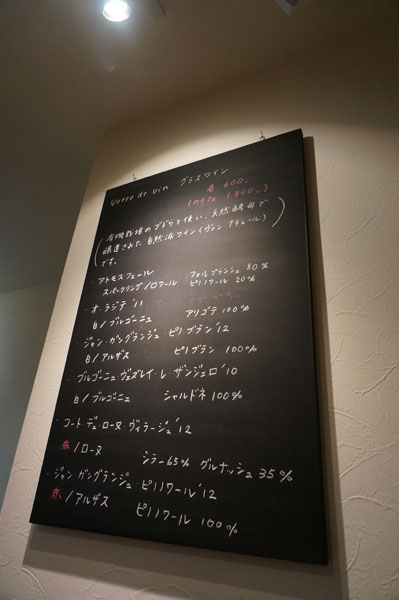 Verre de vin グラスワイン
各 600_
(カラフェ 1800_)
(有機栽培のブドウを使い、天然酵母で
醸造された自然派ワイン(ヴァン ナチュール)
です。)
・アトモスフェール
スパークリング/ロワール フォルブランシュ 80%
ピノノワール 20%
・オ・ラジテ '11
白/ブルゴーニュ アリゴテ 100%
・ジャン・ガングランジェ ピノブラン '12
白/アルザス ピノブラン 100%
・ブルゴーニュ ヴェズレイ・レ・ザンジェロ '10
白/ブルゴーニュ シャルドネ 100%
・コート・デュ・ローヌ ヴィラージュ '12
赤/ローヌ シラー65% グルナッシュ 35%
・ジャン・ガングランジェ ピノノワール '12
赤/アルザス ピノノワール 100%